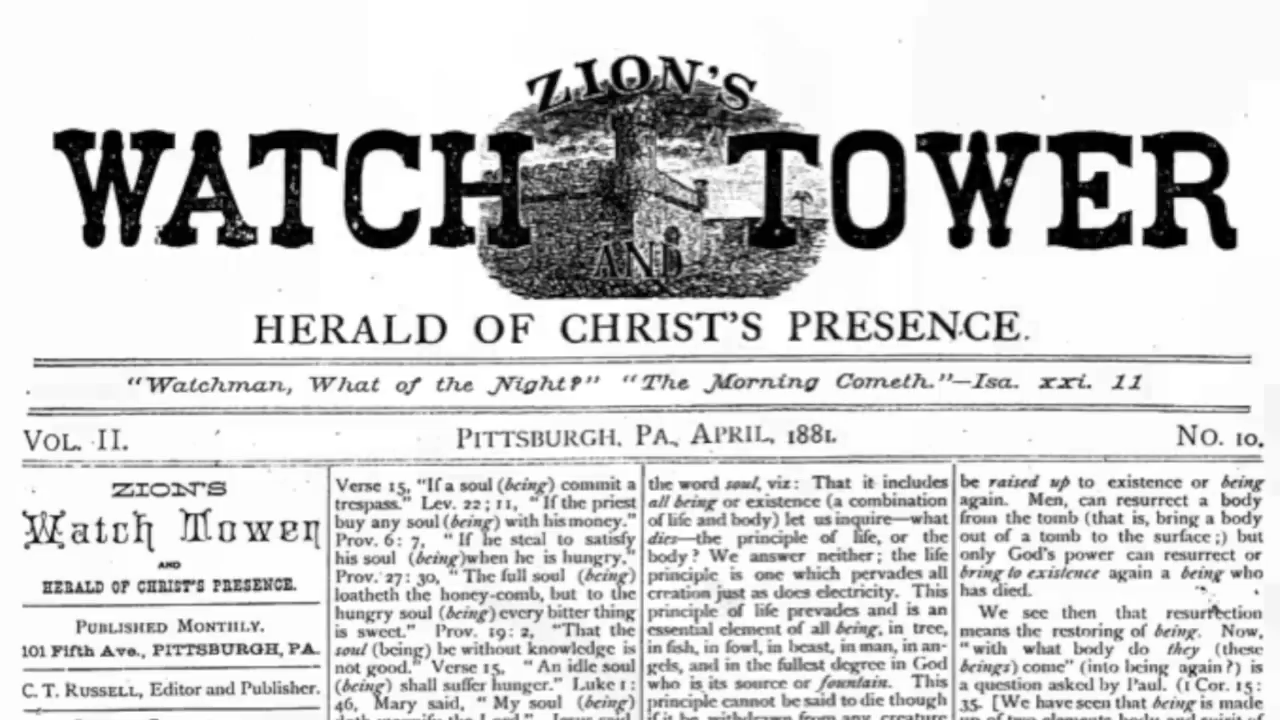 ZION'S
WATCH TOWER
AND
HERALD OF CHRIST'S PRESENCE.
"Watchman, What of the Night?" "The Morning Cometh."—Isa. xxi. 11
VOL. II.
PITTSBURGH, PA., APRIL, 1881.
NO. 10.
ZION'S
Watch Tower
AND
HERALD OF CHRIST'S PRESENCE.
PUBLISHED MONTHLY.
101 Fifth Ave., PITTSBURGH, PA.
C. T. RUSSELL, Editor and Publisher.
Verse 15, "If a soul (being) commit a
trespass." Lev. 22; 11, "If the priest
buy any soul (being) with his money."
Prov. 6: 7, "If he steal to satisfy
his soul (being)when he is hungry."
Prov. 27: 30, "The full soul (being)
loatheth the honey-comb, but to the
hungry soul (being) every bitter thing
is sweet." Prov. 19: 2, "That the
soul (being) be without knowledge is
not good." Verse 15, "An idle soul
(being) shall suffer hunger." Luke 1:
46, Mary said, "My soul (being)
the word soul, viz: That it includes
all being or existence (a combination
of life and body) let us inquire—what
dies—the principle of life, or the
body? We answer neither; the life
principle is one which pervades all
creation just as does electricity. This
principle of life prevades and is an
essential element of all being, in tree,
in fish, in fowl, in beast, in man, in an-
gels, and in the fullest degree in God
who is its source or fountain. This
principle cannot be said to die though
if it be withdrawn from any creature
be raised up to existence or being
again. Men, can resurrect a body
from the tomb (that is, bring a body
out of a tomb to the surface;) but
only God's power can resurrect or
bring to existence again a being who
has died.
We see then that resurrection
means the restoring of being. Now,
"with what body do they (these
beings) come" (into being again?) is
a question asked by Paul. (1 Cor. 15:
35. [We have seen that being is made